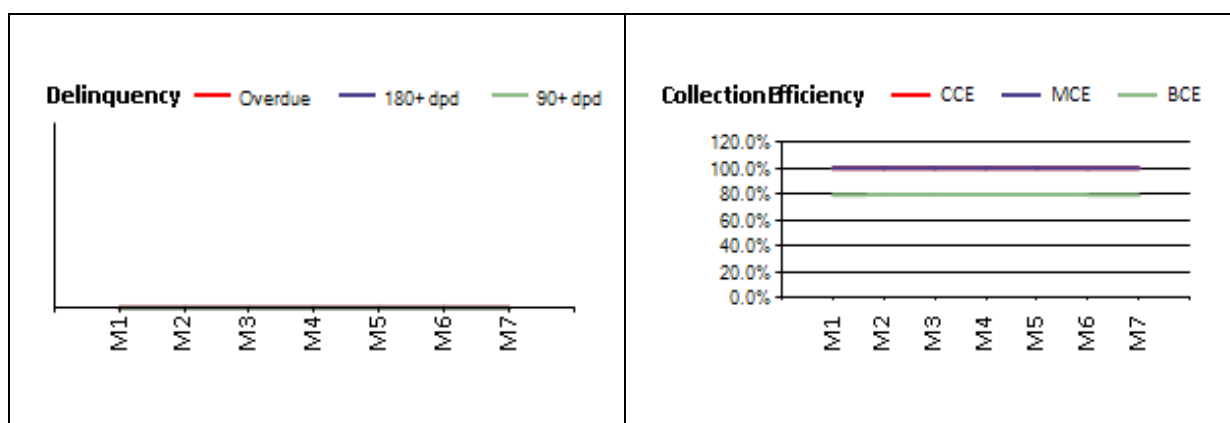 Delinquency Overdue 180+ dpd 90+ dpd
M1 M2 M3 M4 M5 M6 M7
Collection Efficiency CCE MCE BCE
120.0%
100.0%
80.0%
60.0%
40.0%
20.0%
0.0%
M1 M2 M3 M4 M5 M6 M7